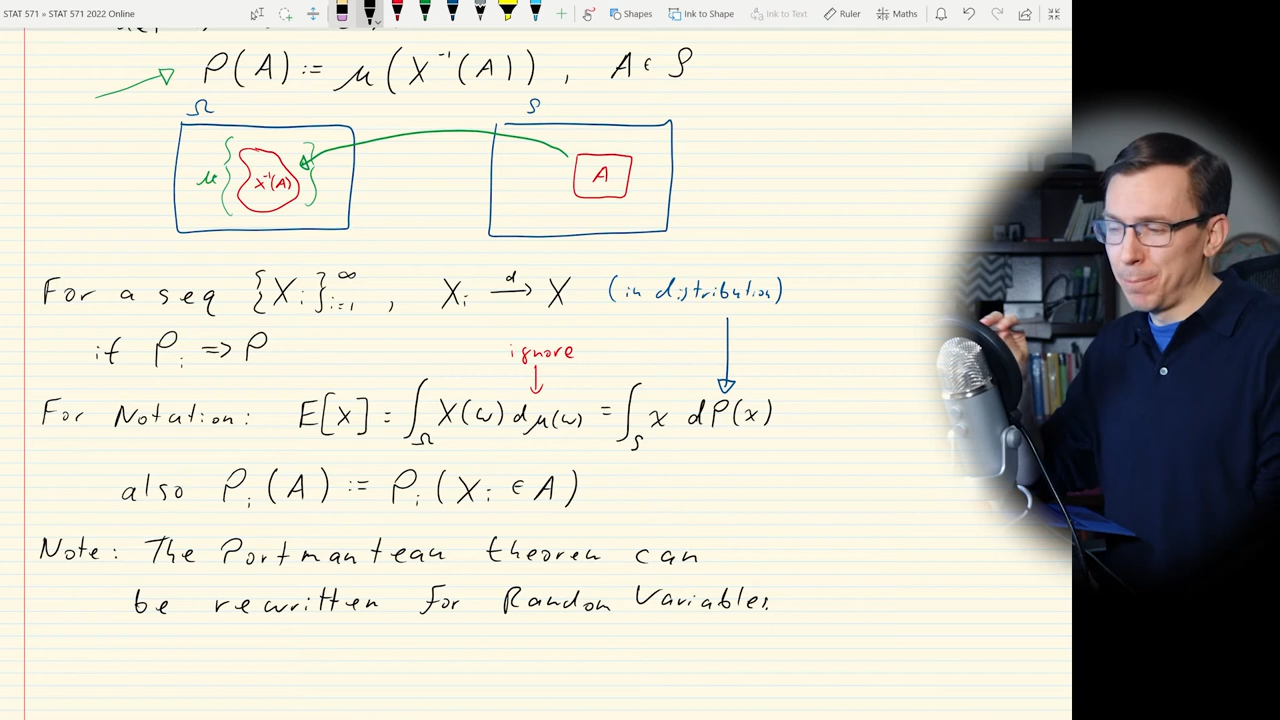 STAT 571 » STAT 571 2022 Online
Shapes Ink to Shape Ink to Text Ruler Maths
P(A) := μ(X⁻¹(A)), A ∈ S
Ω S
μ { X⁻¹(A) } A
For a seq {Xᵢ}ᵢ₌₁^∞ , Xᵢ →ᵈ X (in distribution)
if Pᵢ => P
ignore
For Notation: E[X] = ∫_Ω X(ω) dμ(ω) = ∫_S x dP(x)
also Pᵢ(A) := Pᵢ(Xᵢ ∈ A)
Note: The Portmanteau theorem can
be rewritten for Random Variables.